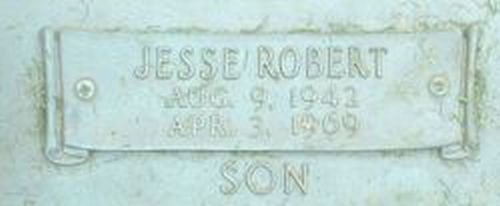 JESSE ROBERT
AUG. 9, 1942
APR. 3, 1969
SON